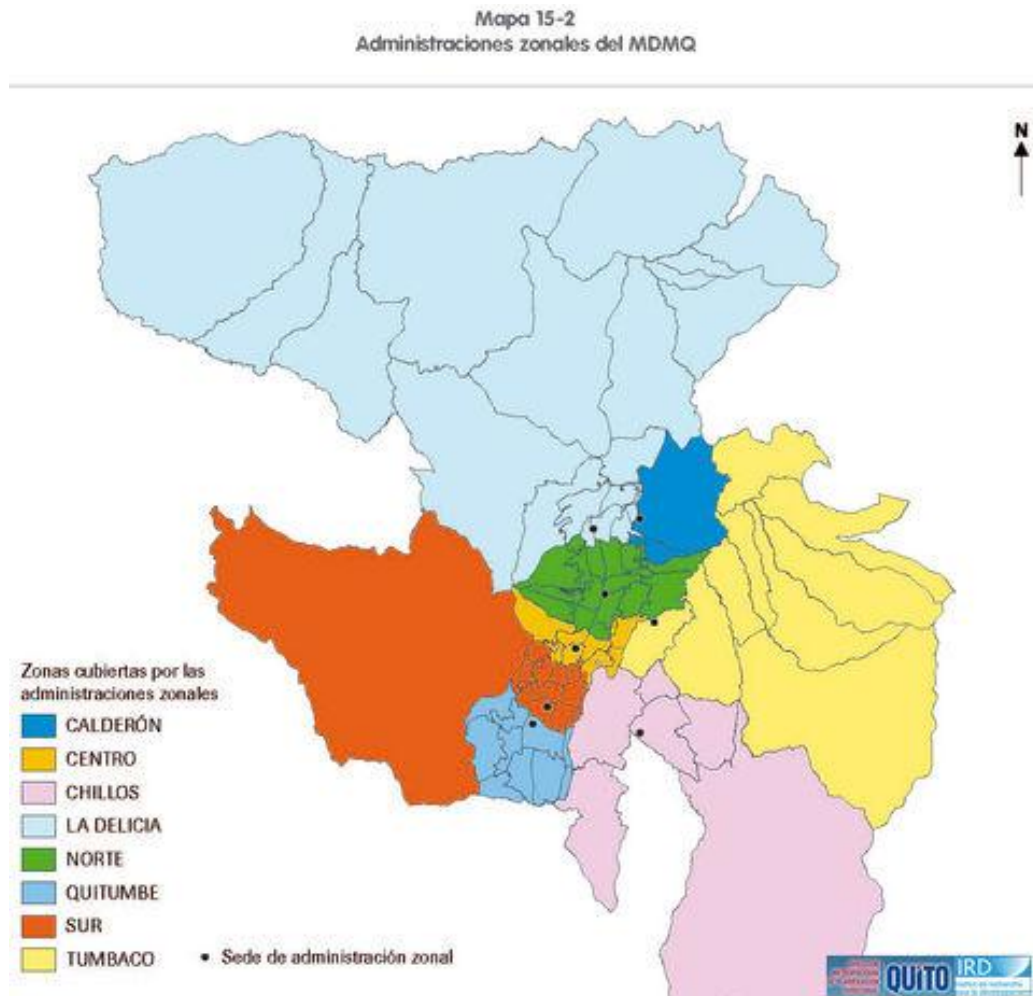 Mapa 15-2
Administraciones zonales del MDMQ
N
Zonas cubiertas por las
administraciones zonales
CALDERÓN
CENTRO
CHILLOS
LA DELICIA
NORTE
QUITUMBE
SUR
TUMBACO
• Sede de administración zonal
QUITO
IRD